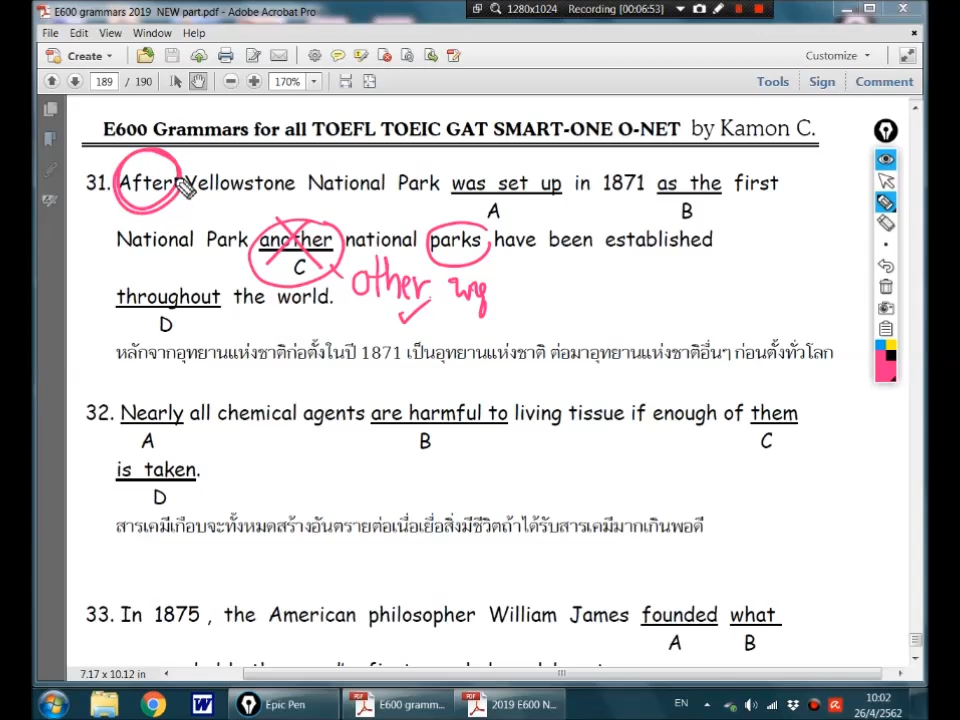 E600 grammars 2019 NEW part.pdf - Adobe Acrobat Pro
1280x1024 Recording [00:06:53]
File Edit View Window Help
Create Customize
189 / 190 170% Tools Sign Comment
E600 Grammars for all TOEFL TOEIC GAT SMART-ONE O-NET by Kamon C.
31. After Yellowstone National Park was set up in 1871 as the first
A B
National Park another national parks have been established
C other
throughout the world.
D
หลักจากอุทยานแห่งชาติก่อตั้งในปี 1871 เป็นอุทยานแห่งชาติ ต่อมาอุทยานแห่งชาติอื่นๆ ก่อนตั้งทั่วโลก
32. Nearly all chemical agents are harmful to living tissue if enough of them
A B C
is taken.
D
สารเคมีเกือบจะทั้งหมดสร้างอันตรายต่อเนื่อเยื่อสิ่งมีชีวิตถ้าได้รับสารเคมีมากเกินพอดี
33. In 1875 , the American philosopher William James founded what
A B
7.17 x 10.12 in
Epic Pen E600 gramm... 2019 E600 N... EN 10:02
26/4/2562